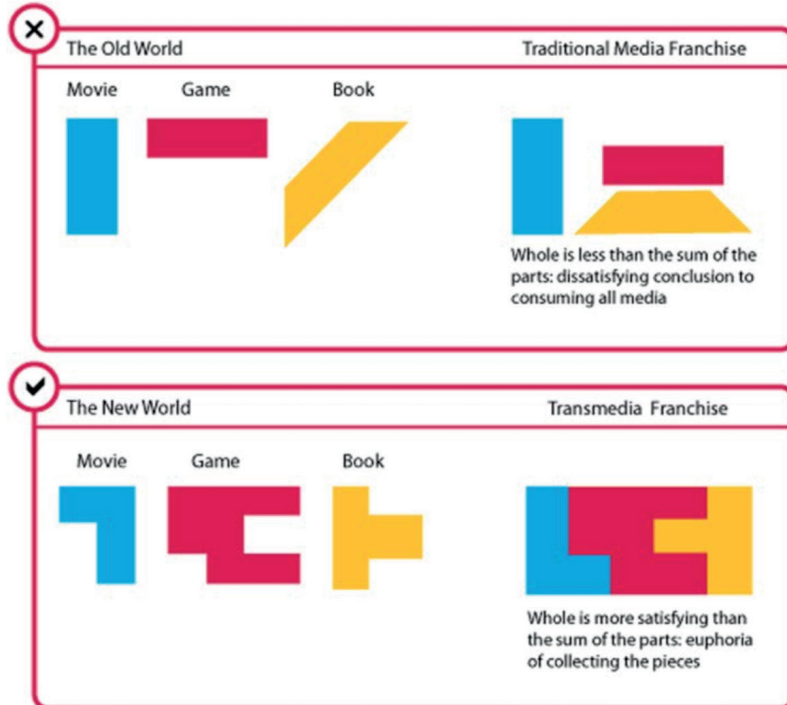 The Old World
Traditional Media Franchise
Movie
Game
Book
Whole is less than the sum of the
parts: dissatisfying conclusion to
consuming all media
The New World
Transmedia Franchise
Movie
Game
Book
Whole is more satisfying than
the sum of the parts: euphoria
of collecting the pieces